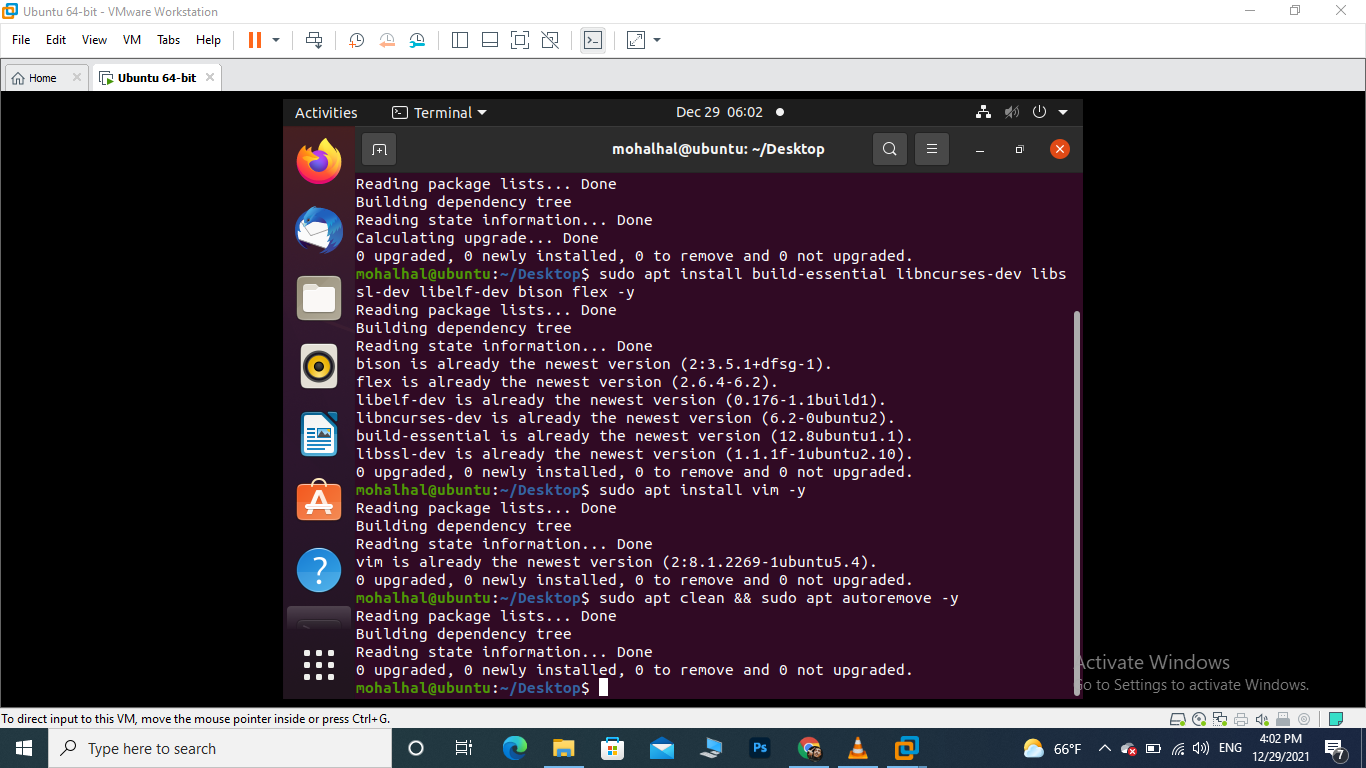 Ubuntu 64-bit - VMware Workstation
File Edit View VM Tabs Help
Home Ubuntu 64-bit
Activities Terminal Dec 29 06:02
mohalhal@ubuntu: ~/Desktop
Reading package lists... Done
Building dependency tree
Reading state information... Done
Calculating upgrade... Done
0 upgraded, 0 newly installed, 0 to remove and 0 not upgraded.
mohalhal@ubuntu:~/Desktop$ sudo apt install build-essential libncurses-dev libs
sl-dev libelf-dev bison flex -y
Reading package lists... Done
Building dependency tree
Reading state information... Done
bison is already the newest version (2:3.5.1+dfsg-1).
flex is already the newest version (2.6.4-6.2).
libelf-dev is already the newest version (0.176-1.1build1).
libncurses-dev is already the newest version (6.2-0ubuntu2).
build-essential is already the newest version (12.8ubuntu1.1).
libssl-dev is already the newest version (1.1.1f-1ubuntu2.10).
0 upgraded, 0 newly installed, 0 to remove and 0 not upgraded.
mohalhal@ubuntu:~/Desktop$ sudo apt install vim -y
Reading package lists... Done
Building dependency tree
Reading state information... Done
vim is already the newest version (2:8.1.2269-1ubuntu5.4).
0 upgraded, 0 newly installed, 0 to remove and 0 not upgraded.
mohalhal@ubuntu:~/Desktop$ sudo apt clean && sudo apt autoremove -y
Reading package lists... Done
Building dependency tree
Reading state information... Done
0 upgraded, 0 newly installed, 0 to remove and 0 not upgraded.
mohalhal@ubuntu:~/Desktop$
Activate Windows
Go to Settings to activate Windows.
To direct input to this VM, move the mouse pointer inside or press Ctrl+G.
Type here to search
Ps
66°F
ENG
4:02 PM
12/29/2021
7